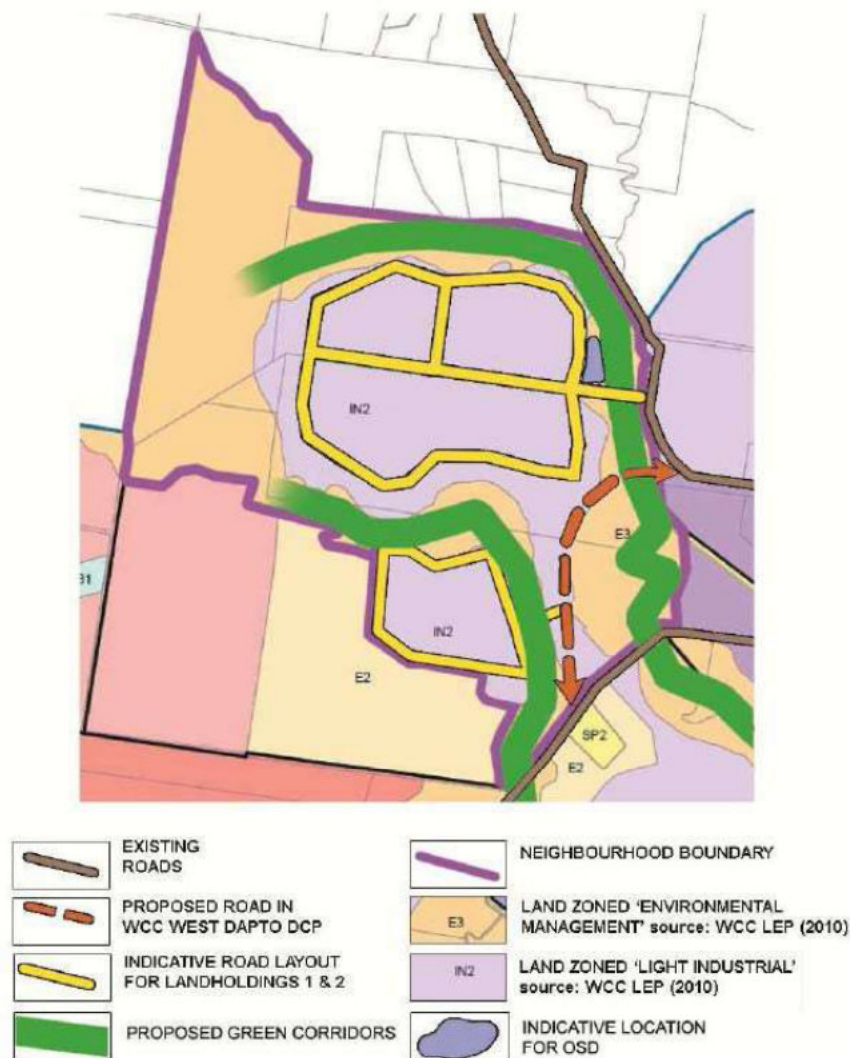 IN2
E3
31
IN2
E2
SP2
E2
EXISTING
ROADS
PROPOSED ROAD IN
WCC WEST DAPTO DCP
INDICATIVE ROAD LAYOUT
FOR LANDHOLDINGS 1 & 2
PROPOSED GREEN CORRIDORS
NEIGHBOURHOOD BOUNDARY
E3
LAND ZONED 'ENVIRONMENTAL
MANAGEMENT' source: WCC LEP (2010)
IN2
LAND ZONED 'LIGHT INDUSTRIAL'
source: WCC LEP (2010)
INDICATIVE LOCATION
FOR OSD